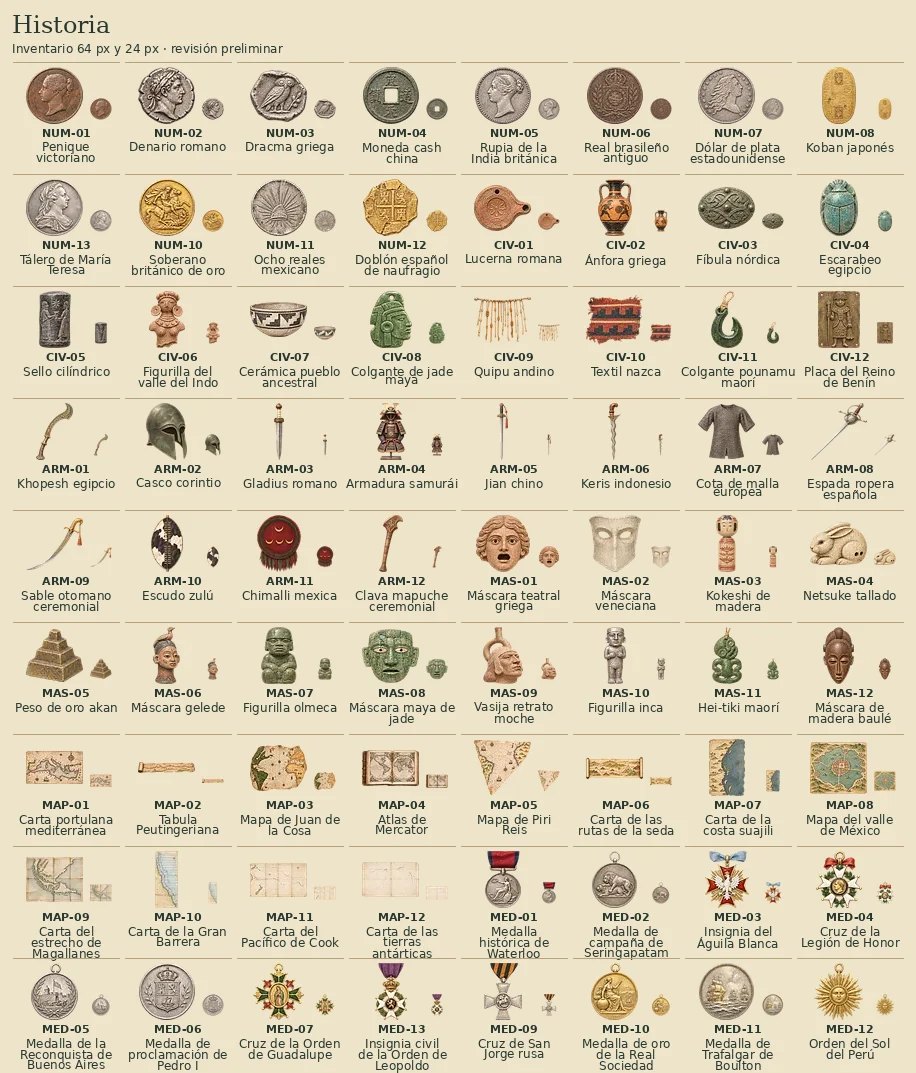 Historia
Inventario 64 px y 24 px · revisión preliminar
NUM-01
Penique
victoriano
NUM-02
Denario romano
NUM-03
Dracma griega
NUM-04
Moneda cash
china
NUM-05
Rupia de la
India británica
NUM-06
Real brasileño
antiguo
NUM-07
Dólar de plata
estadounidense
NUM-08
Koban japonés
NUM-13
Tálero de María
Teresa
NUM-10
Soberano
británico de oro
NUM-11
Ocho reales
mexicano
NUM-12
Doblón español
de naufragio
CIV-01
Lucerna romana
CIV-02
Ánfora griega
CIV-03
Fíbula nórdica
CIV-04
Escarabeo
egipcio
CIV-05
Sello cilíndrico
CIV-06
Figurilla del
valle del Indo
CIV-07
Cerámica pueblo
ancestral
CIV-08
Colgante de jade
maya
CIV-09
Quipu andino
CIV-10
Textil nazca
CIV-11
Colgante pounamu
maorí
CIV-12
Placa del Reino
de Benín
ARM-01
Khopesh egipcio
ARM-02
Casco corintio
ARM-03
Gladius romano
ARM-04
Armadura samurái
ARM-05
Jian chino
ARM-06
Keris indonesio
ARM-07
Cota de malla
europea
ARM-08
Espada ropera
española
ARM-09
Sable otomano
ceremonial
ARM-10
Escudo zulú
ARM-11
Chimalli mexica
ARM-12
Clava mapuche
ceremonial
MAS-01
Máscara teatral
griega
MAS-02
Máscara
veneciana
MAS-03
Kokeshi de
madera
MAS-04
Netsuke tallado
MAS-05
Peso de oro akan
MAS-06
Máscara gelede
MAS-07
Figurilla olmeca
MAS-08
Máscara maya de
jade
MAS-09
Vasija retrato
moche
MAS-10
Figurilla inca
MAS-11
Hei-tiki maorí
MAS-12
Máscara de
madera baulé
MAP-01
Carta portulana
mediterránea
MAP-02
Tabula
Peutingeriana
MAP-03
Mapa de Juan de
la Cosa
MAP-04
Atlas de
Mercator
MAP-05
Mapa de Piri
Reis
MAP-06
Carta de las
rutas de la seda
MAP-07
Carta de la
costa suajili
MAP-08
Mapa del valle
de México
MAP-09
Carta del
estrecho de
Magallanes
MAP-10
Carta de la Gran
Barrera
MAP-11
Carta del
Pacífico de Cook
MAP-12
Carta de las
tierras
antárticas
MED-01
Medalla
histórica de
Waterloo
MED-02
Medalla de
campaña de
Seringapatam
MED-03
Insignia del
Águila Blanca
MED-04
Cruz de la
Legión de Honor
MED-05
Medalla de la
Reconquista de
Buenos Aires
MED-06
Medalla de
proclamación de
Pedro I
MED-07
Cruz de la Orden
de Guadalupe
MED-13
Insignia civil
de la Orden de
Leopoldo
MED-09
Cruz de San
Jorge rusa
MED-10
Medalla de oro
de la Real
Sociedad
MED-11
Medalla de
Trafalgar de
Boulton
MED-12
Orden del Sol
del Perú